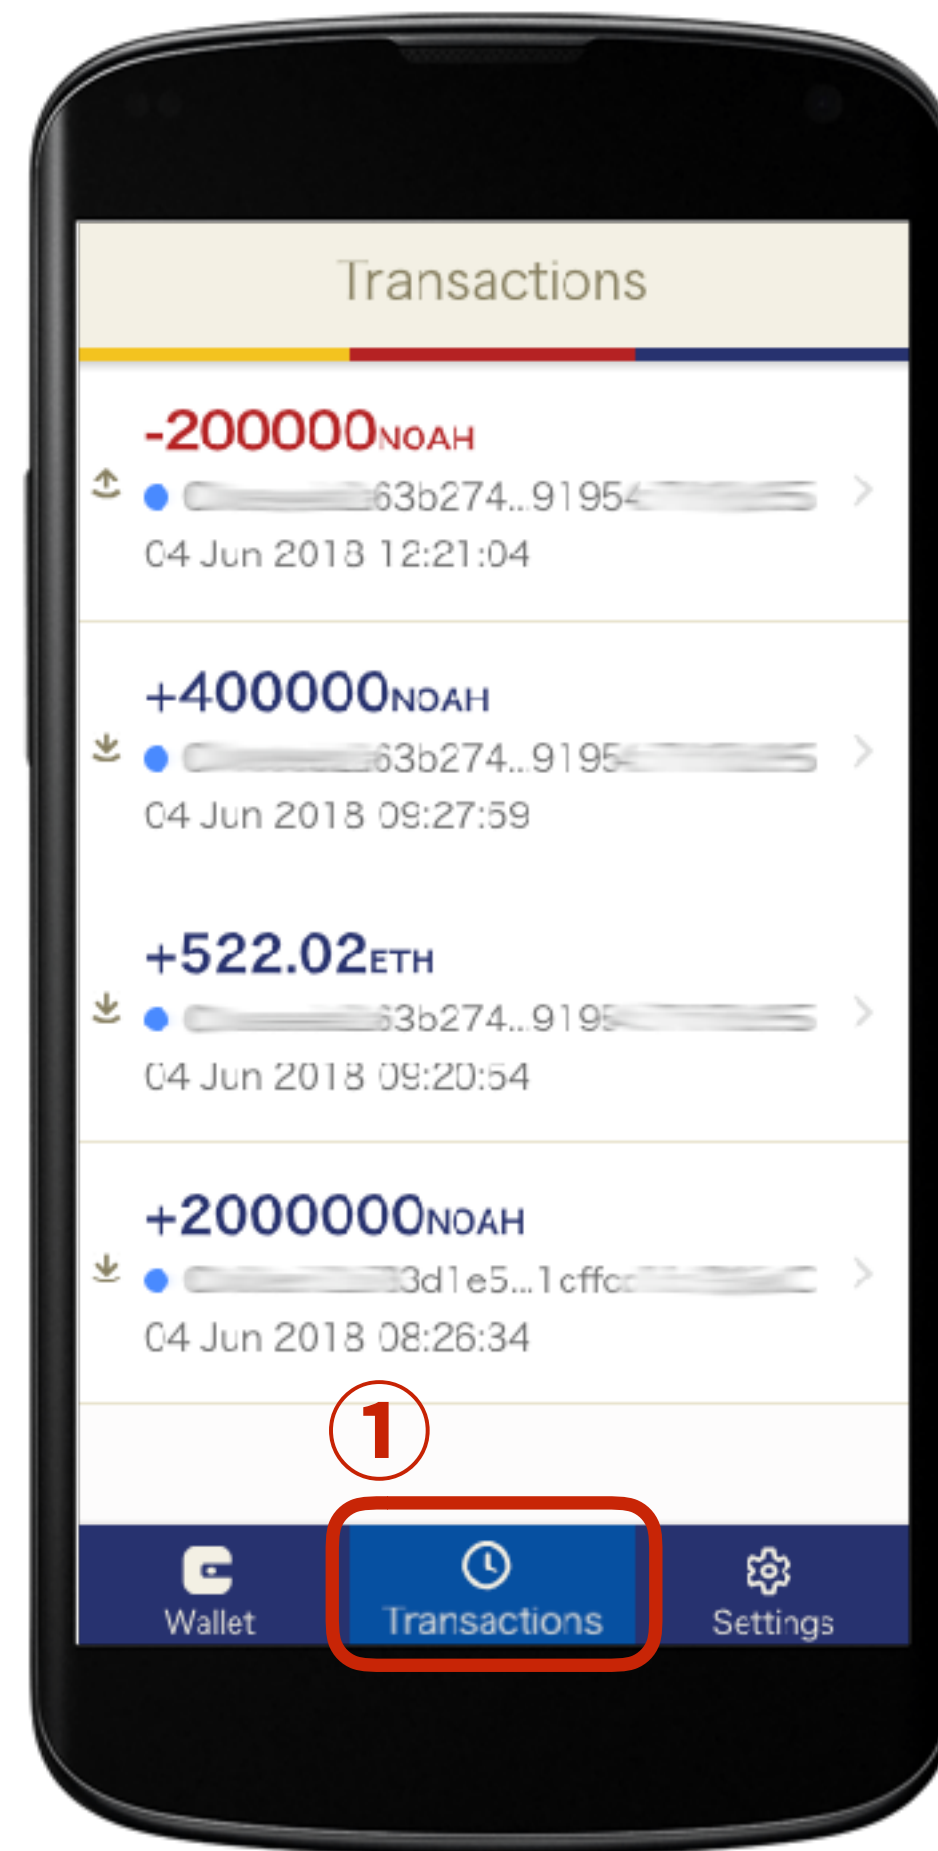 Transactions
-200000NOAH
63b274...9195
04 Jun 2018 12:21:04
+400000NOAH
63b274...9195
04 Jun 2018 09:27:59
+522.02ETH
63b274...919
04 Jun 2018 09:20:54
+2000000NOAH
3d1e5...1cffc
04 Jun 2018 08:26:34
①
Wallet
Transactions
Settings